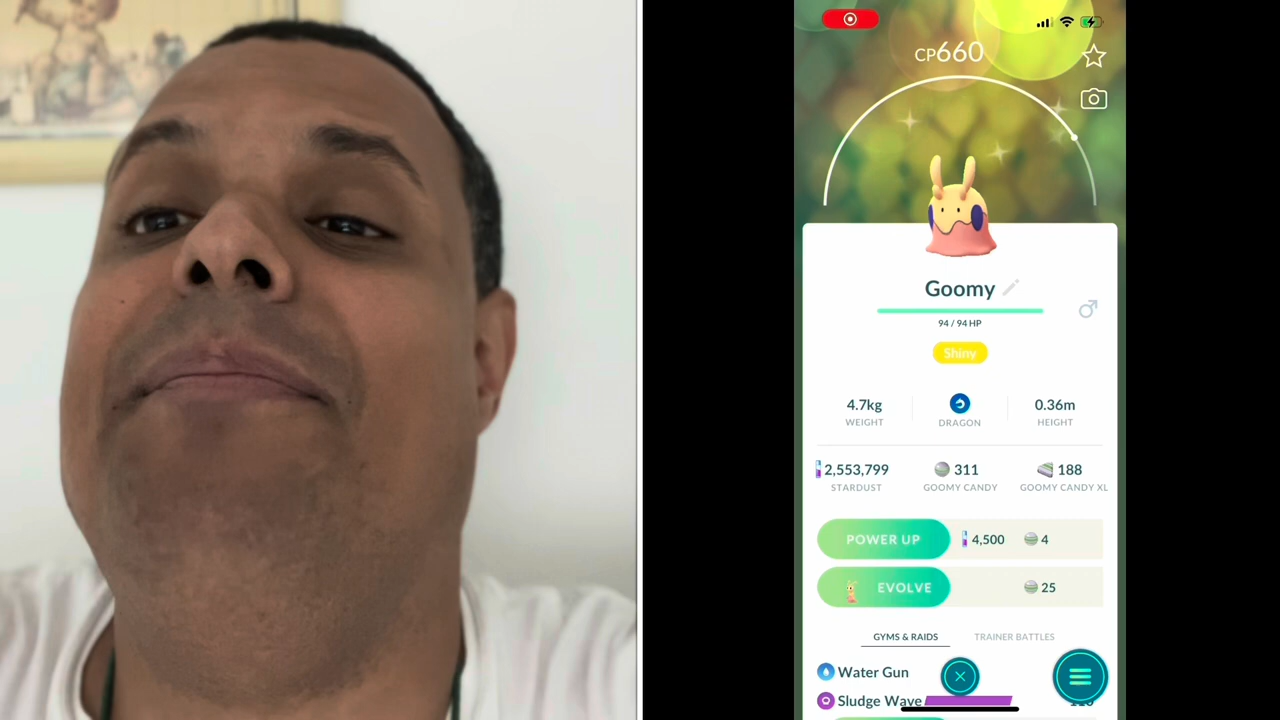 CP660
Goomy
94 / 94 HP
Shiny
4.7kg
WEIGHT
DRAGON
0.36m
HEIGHT
2,553,799
STARDUST
311
GOOMY CANDY
188
GOOMY CANDY XL
POWER UP
4,500
4
EVOLVE
25
GYMS & RAIDS
TRAINER BATTLES
Water Gun
Sludge Wave